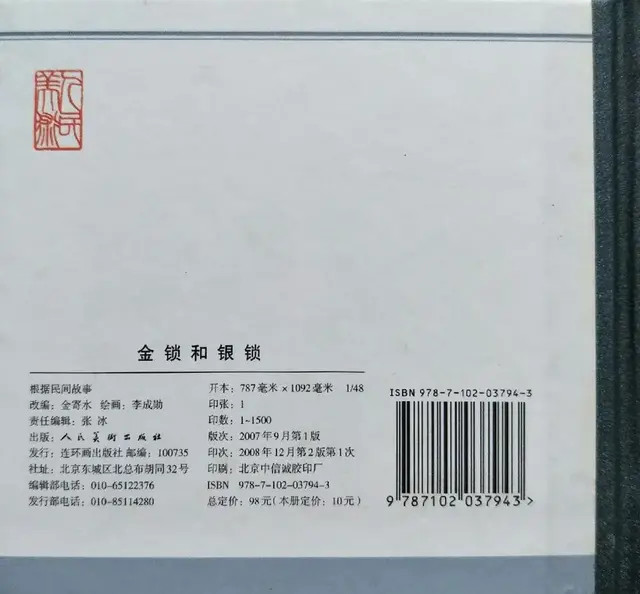 人民
美术
金锁和银锁
根据民间故事
改编：金寄水 绘画：李成勋
责任编辑：张 冰
出版：人民美术出版社
发行：连环画出版社 邮编：100735
社址：北京东城区北总布胡同32号
编辑部电话：010-65122376
发行部电话：010-85114280
开本：787毫米×1092毫米 1/48
印张：1
印数：1~1500
版次：2007年9月第1版
印次：2008年12月第2版第1次
印刷：北京中信诚胶印厂
ISBN 978-7-102-03794-3
总定价：98元（本册定价：10元）
ISBN 978-7-102-03794-3
9 787102 037943 >